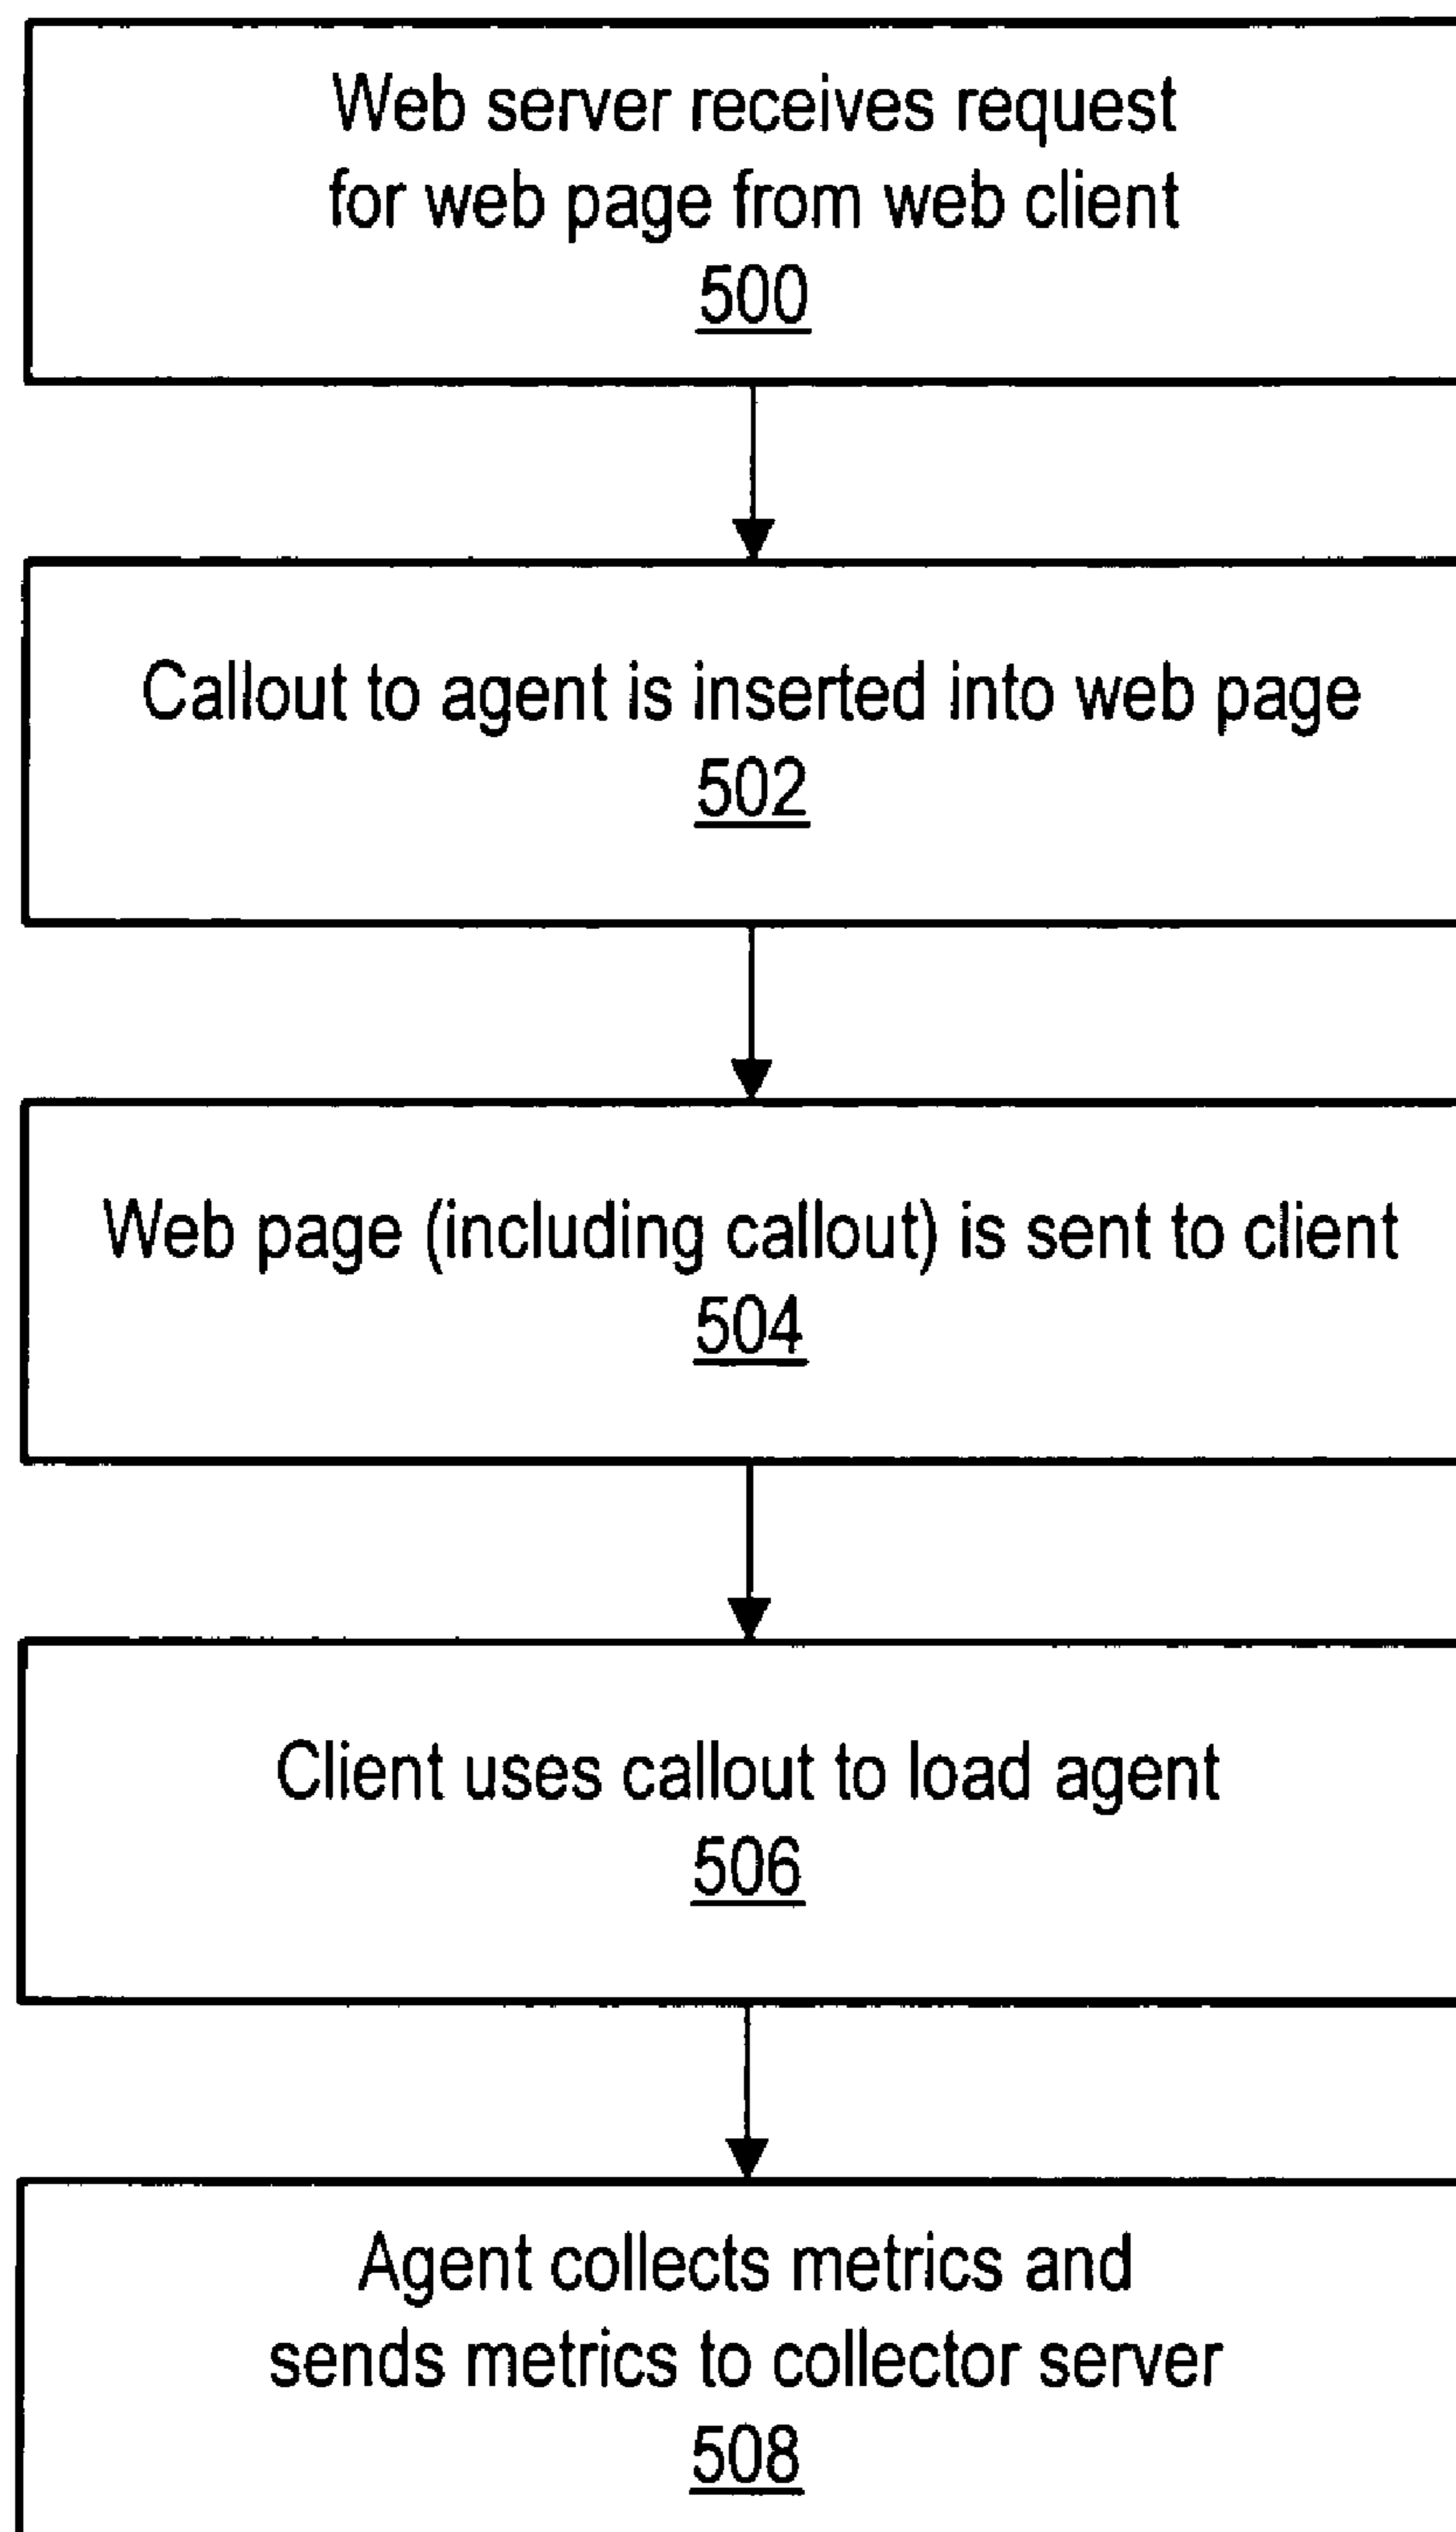 Web server receives request
for web page from web client
500
Callout to agent is inserted into web page
502
Web page (including callout) is sent to client
504
Client uses callout to load agent
506
Agent collects metrics and
sends metrics to collector server
508